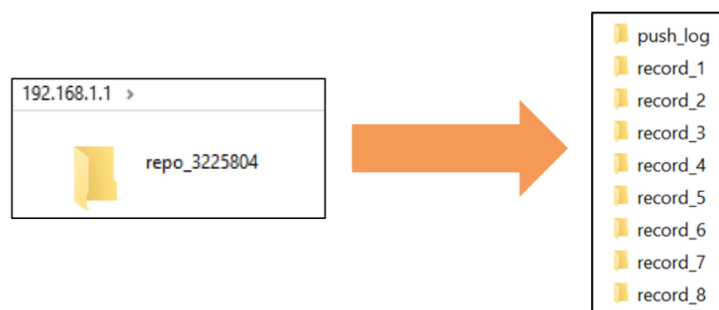 192.168.1.1 >
repo_3225804
push_log
record_1
record_2
record_3
record_4
record_5
record_6
record_7
record_8